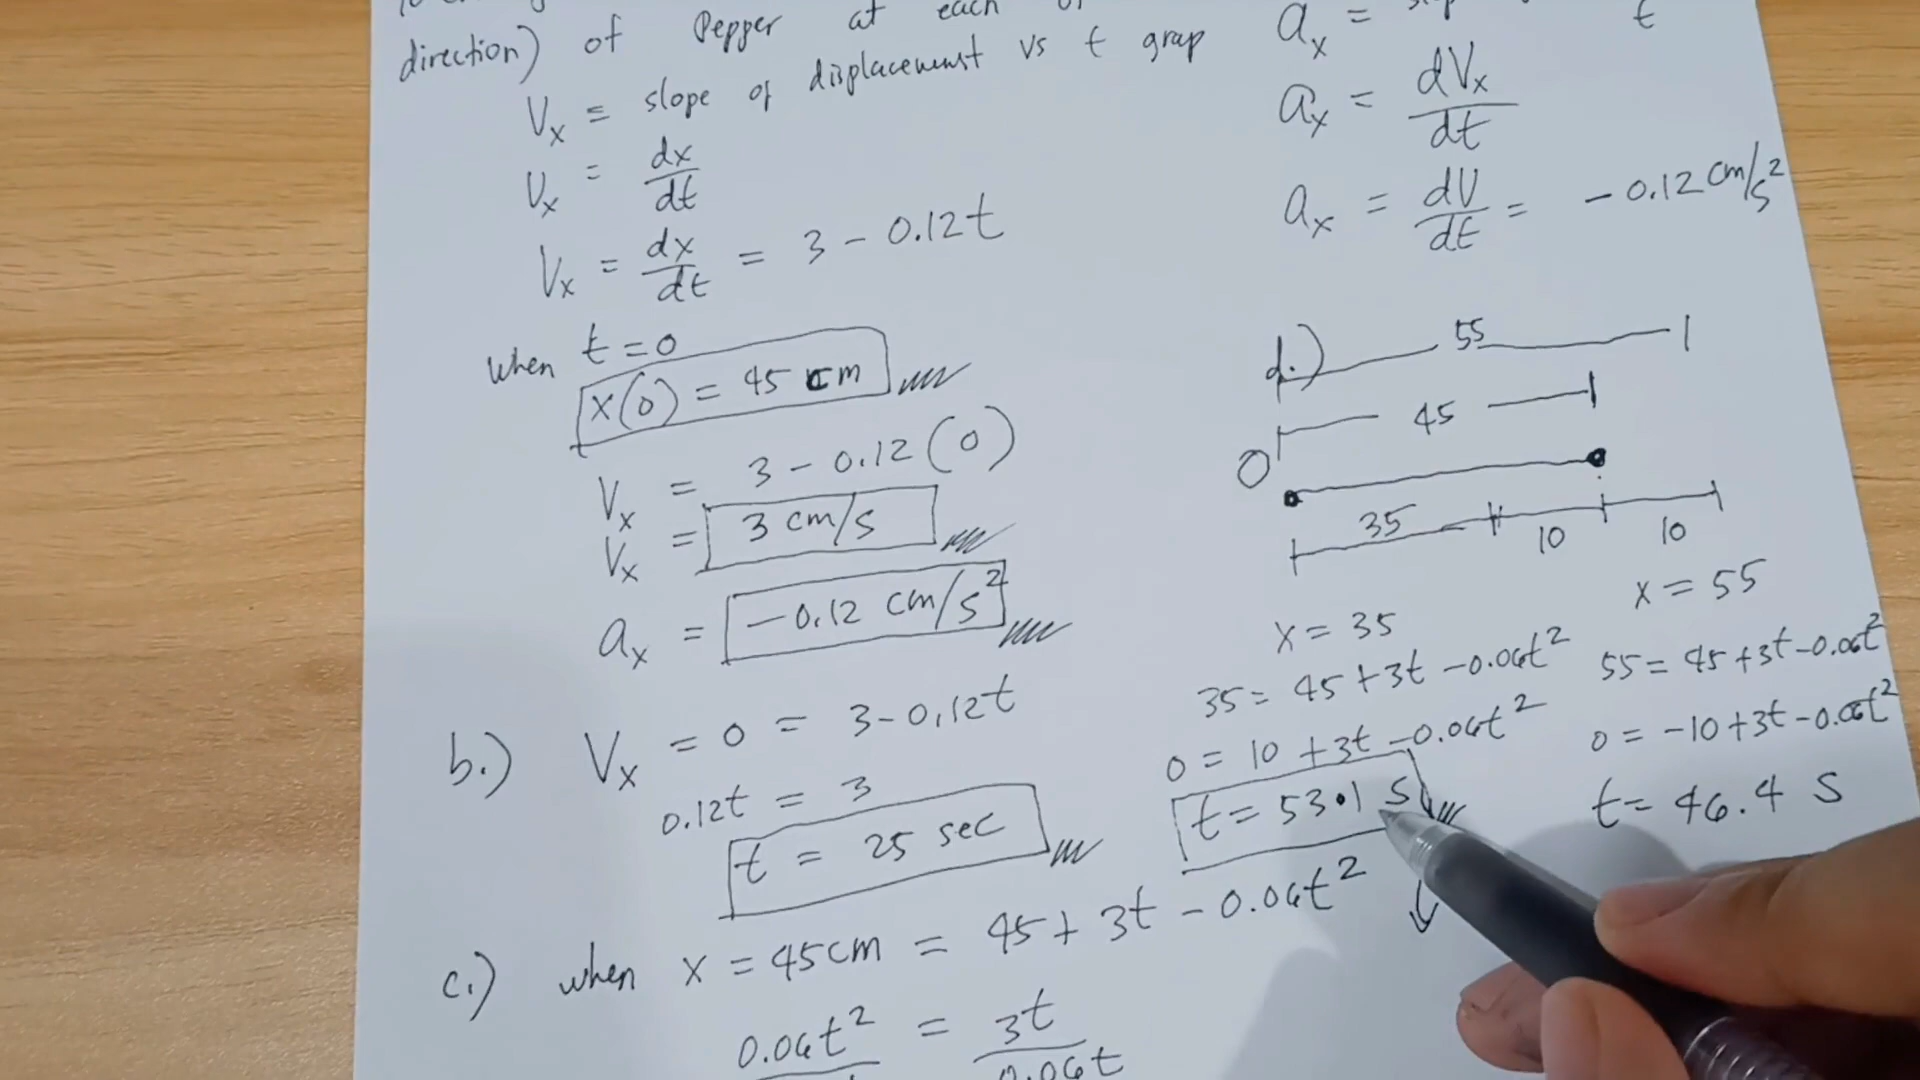 direction) of Pepper at each
Vx = slope of displacement vs t grap
Vx = dx/dt
Vx = dx/dt = 3 - 0.12t
when t = 0
x(0) = 45 cm
Vx = 3 - 0.12 (0)
Vx = 3 cm/s
ax = -0.12 cm/s²
b.) Vx = 0 = 3 - 0.12t
0.12t = 3
t = 25 sec
c.) when x = 45cm = 45 + 3t - 0.06t²
0.06t² = 3t
0.06t
ax =
t
ax = dVx/dt
ax = dV/dt = -0.12 cm/s²
d.) 55
45
0
35 10 10
x = 35
35 = 45 + 3t - 0.06t²
0 = 10 + 3t - 0.06t²
t = 53.1 s
x = 55
55 = 45 + 3t - 0.06t²
0 = -10 + 3t - 0.06t²
t = 46.4 s